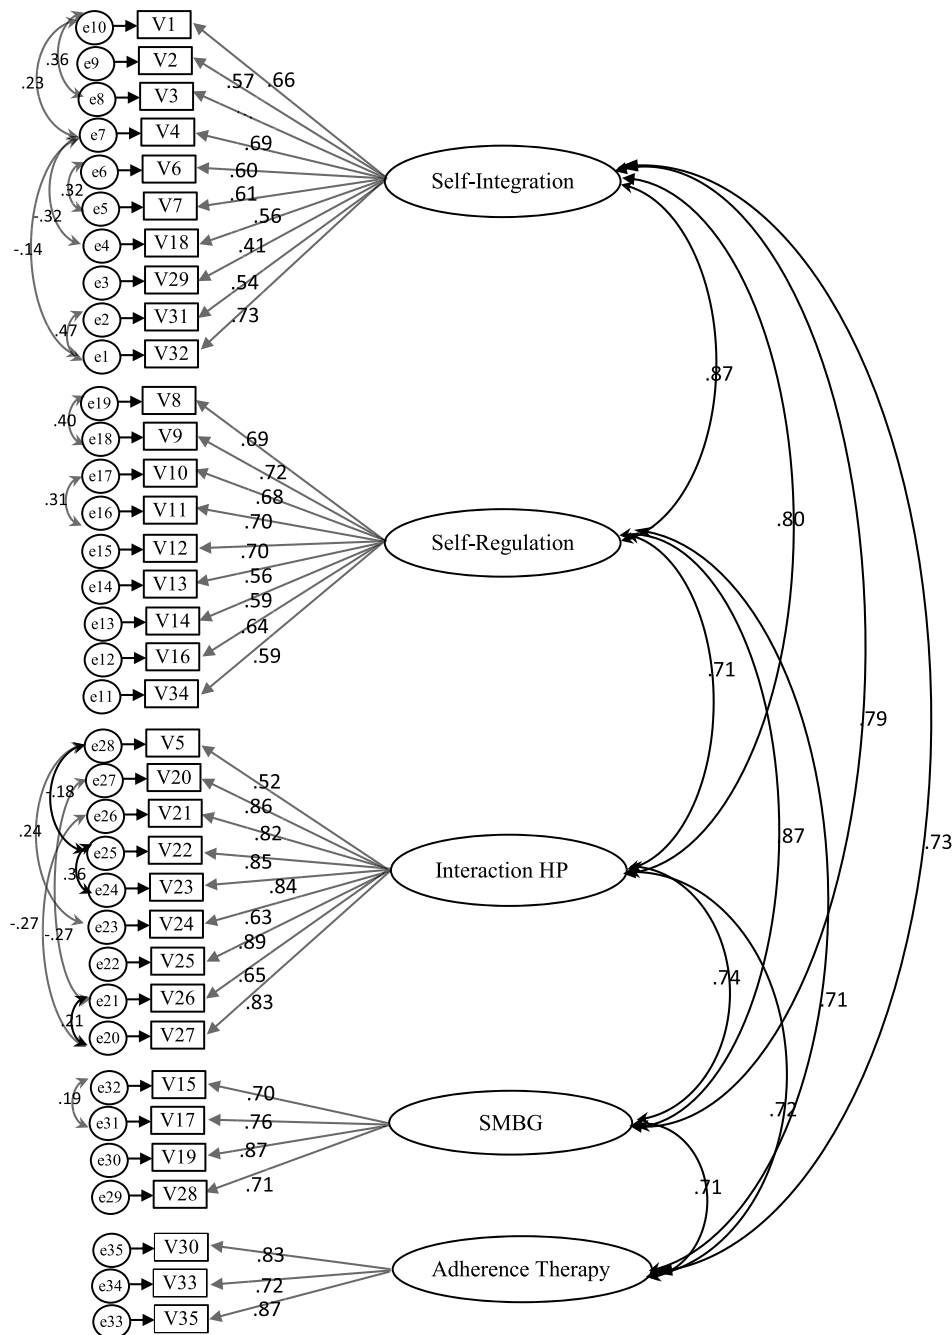 e10 V1
.36
e9 V2
.57 .66
.23
e8 V3
...
e7 V4
.69
e6 V6
.60
.32
e5 V7
.61
-.32
e4 V18
.56
-.14
e3 V29
.41
e2 V31
.54
.47
e1 V32
.73
Self-Integration
.87
e19 V8
.40
e18 V9
.69
e17 V10
.72
.31
e16 V11
.68
.70
e15 V12
.70
e14 V13
.56
e13 V14
.59
e12 V16
.64
e11 V34
.59
Self-Regulation
.80
.71
.79
e28 V5
-.18
e27 V20
.52
e26 V21
.86
.24
.82
e25 V22
.85
.36
e24 V23
.84
e23 V24
.63
-.27
-.27
e22 V25
.89
e21 V26
.65
.21
e20 V27
.83
Interaction HP
.87
.73
.74
.71
e32 V15
.19
.70
e31 V17
.76
e30 V19
.87
e29 V28
.71
SMBG
.72
.71
e35 V30
.83
e34 V33
.72
e33 V35
.87
Adherence Therapy